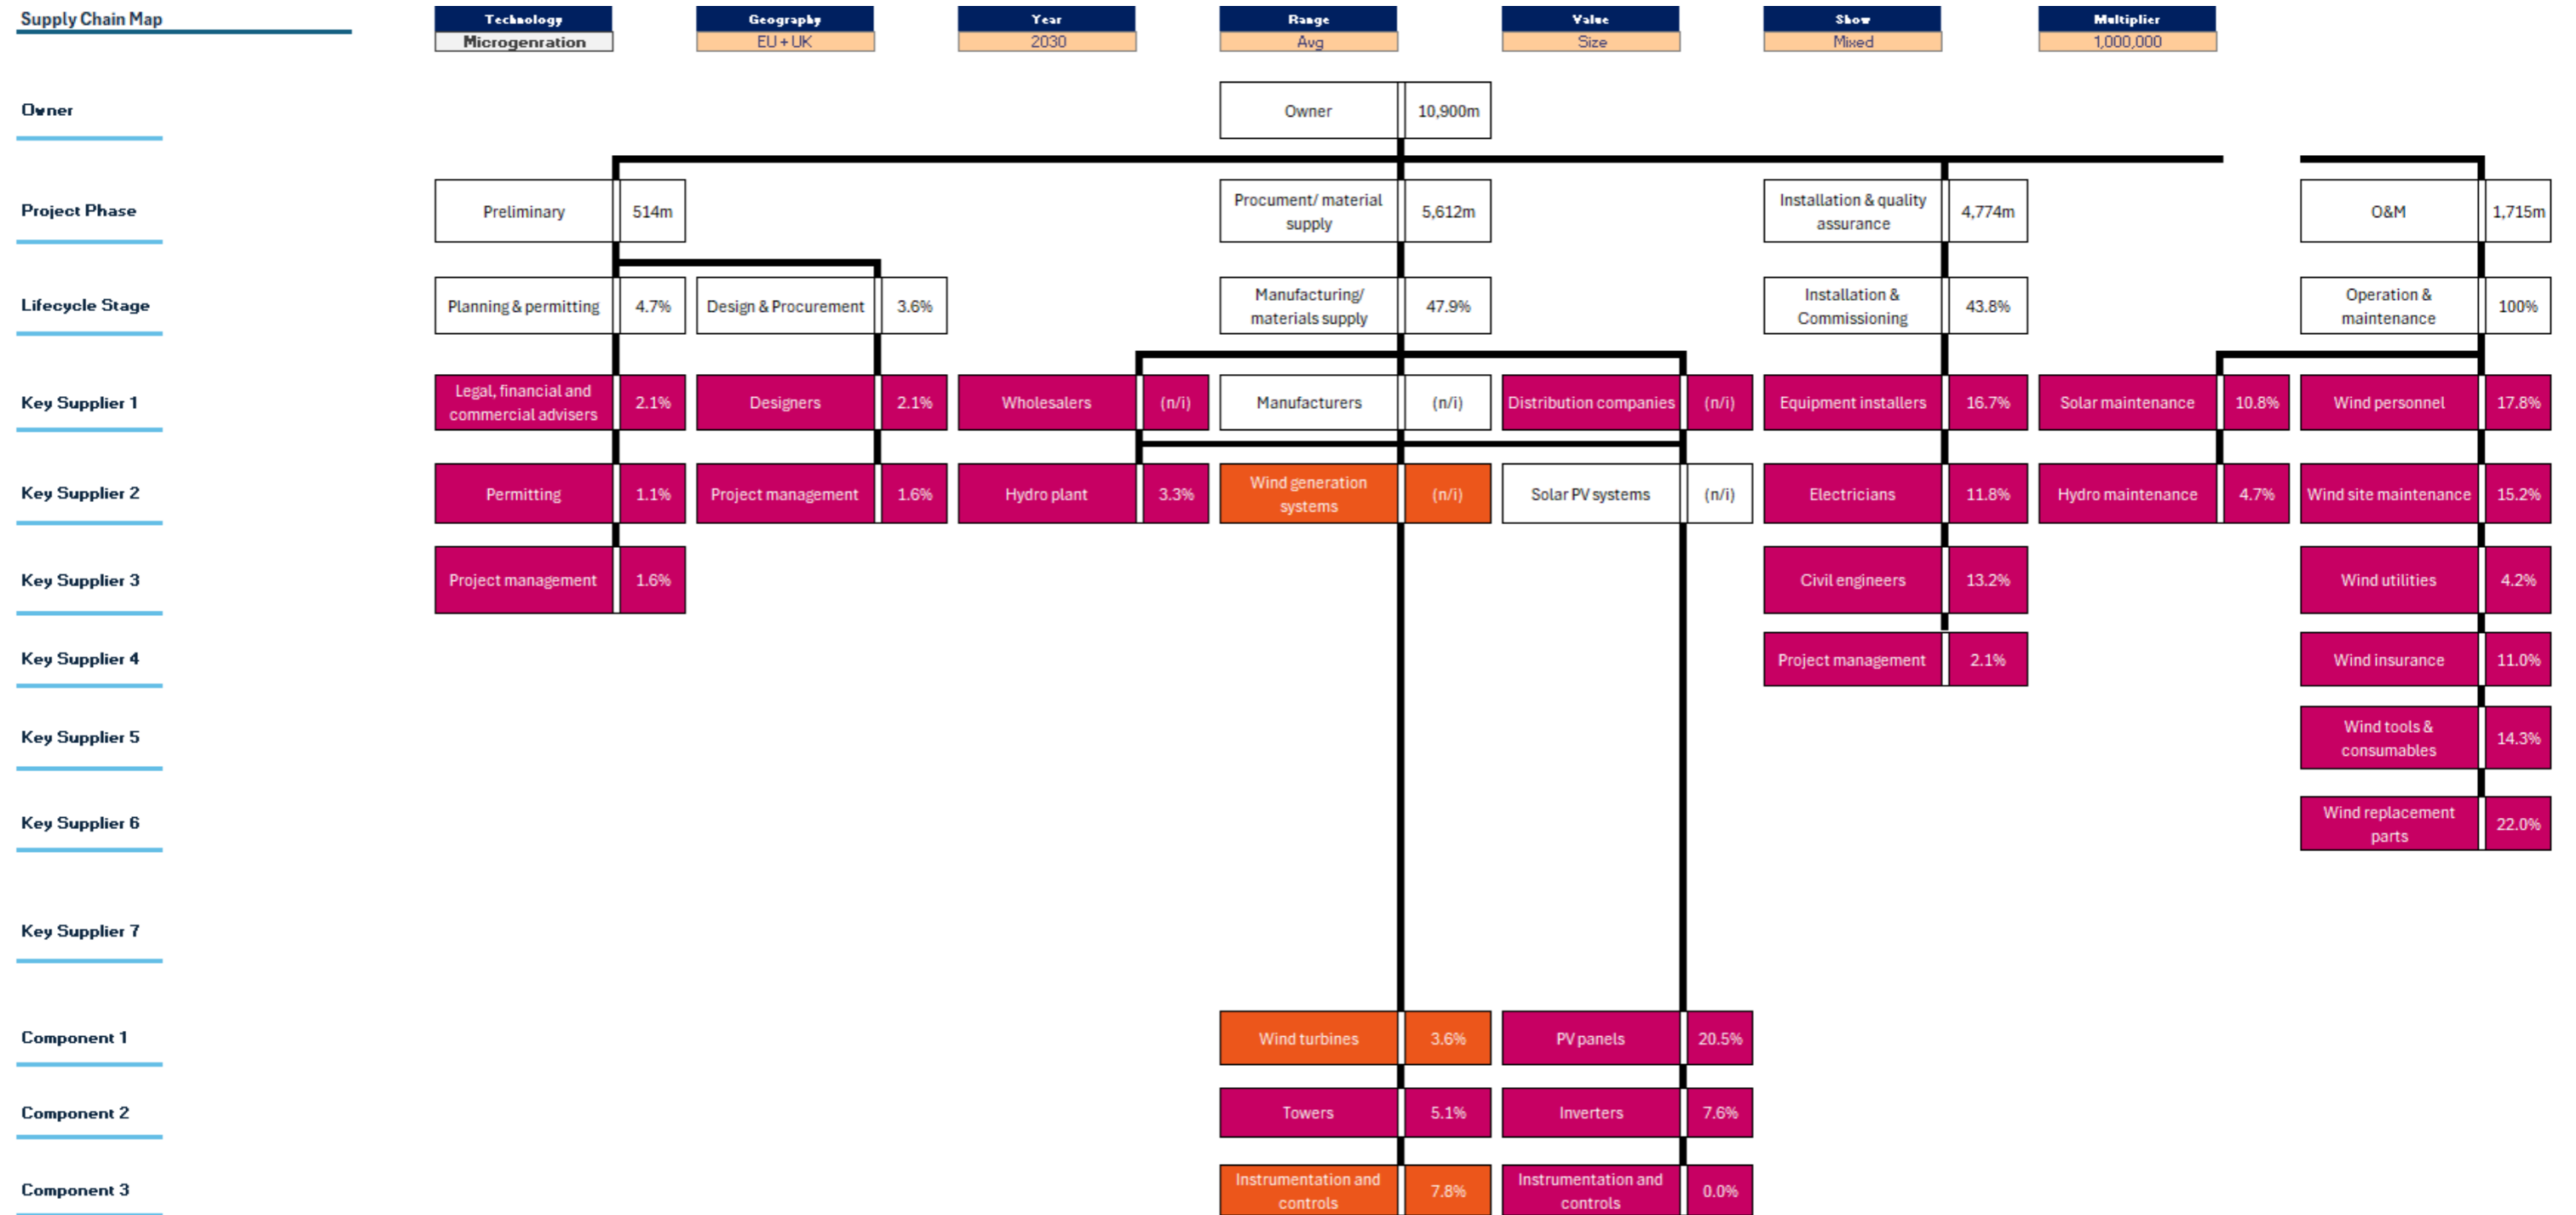 Supply Chain Map
Technology
Geography
Year
Range
Value
Show
Multiplier
Microgenration
EU + UK
2030
Avg
Size
Mixed
1,000,000
Owner
Owner
10,900m
Project Phase
Preliminary
514m
Procument/ material
supply
5,612m
Installation & quality
assurance
4,774m
O&M
1,715m
Lifecycle Stage
Planning & permitting
4.7%
Design & Procurement
3.6%
Manufacturing/
materials supply
47.9%
Installation &
Commissioning
43.8%
Operation &
maintenance
100%
Key Supplier 1
Legal, financial and
commercial advisers
2.1%
Designers
2.1%
Wholesalers
(n/i)
Manufacturers
(n/i)
Distribution companies
(n/i)
Equipment installers
16.7%
Solar maintenance
10.8%
Wind personnel
17.8%
Key Supplier 2
Permitting
1.1%
Project management
1.6%
Hydro plant
3.3%
Wind generation
systems
(n/i)
Solar PV systems
(n/i)
Electricians
11.8%
Hydro maintenance
4.7%
Wind site maintenance
15.2%
Key Supplier 3
Project management
1.6%
Civil engineers
13.2%
Wind utilities
4.2%
Key Supplier 4
Project management
2.1%
Wind insurance
11.0%
Key Supplier 5
Wind tools &
consumables
14.3%
Key Supplier 6
Wind replacement
parts
22.0%
Key Supplier 7
Component 1
Wind turbines
3.6%
PV panels
20.5%
Component 2
Towers
5.1%
Inverters
7.6%
Component 3
Instrumentation and
controls
7.8%
Instrumentation and
controls
0.0%